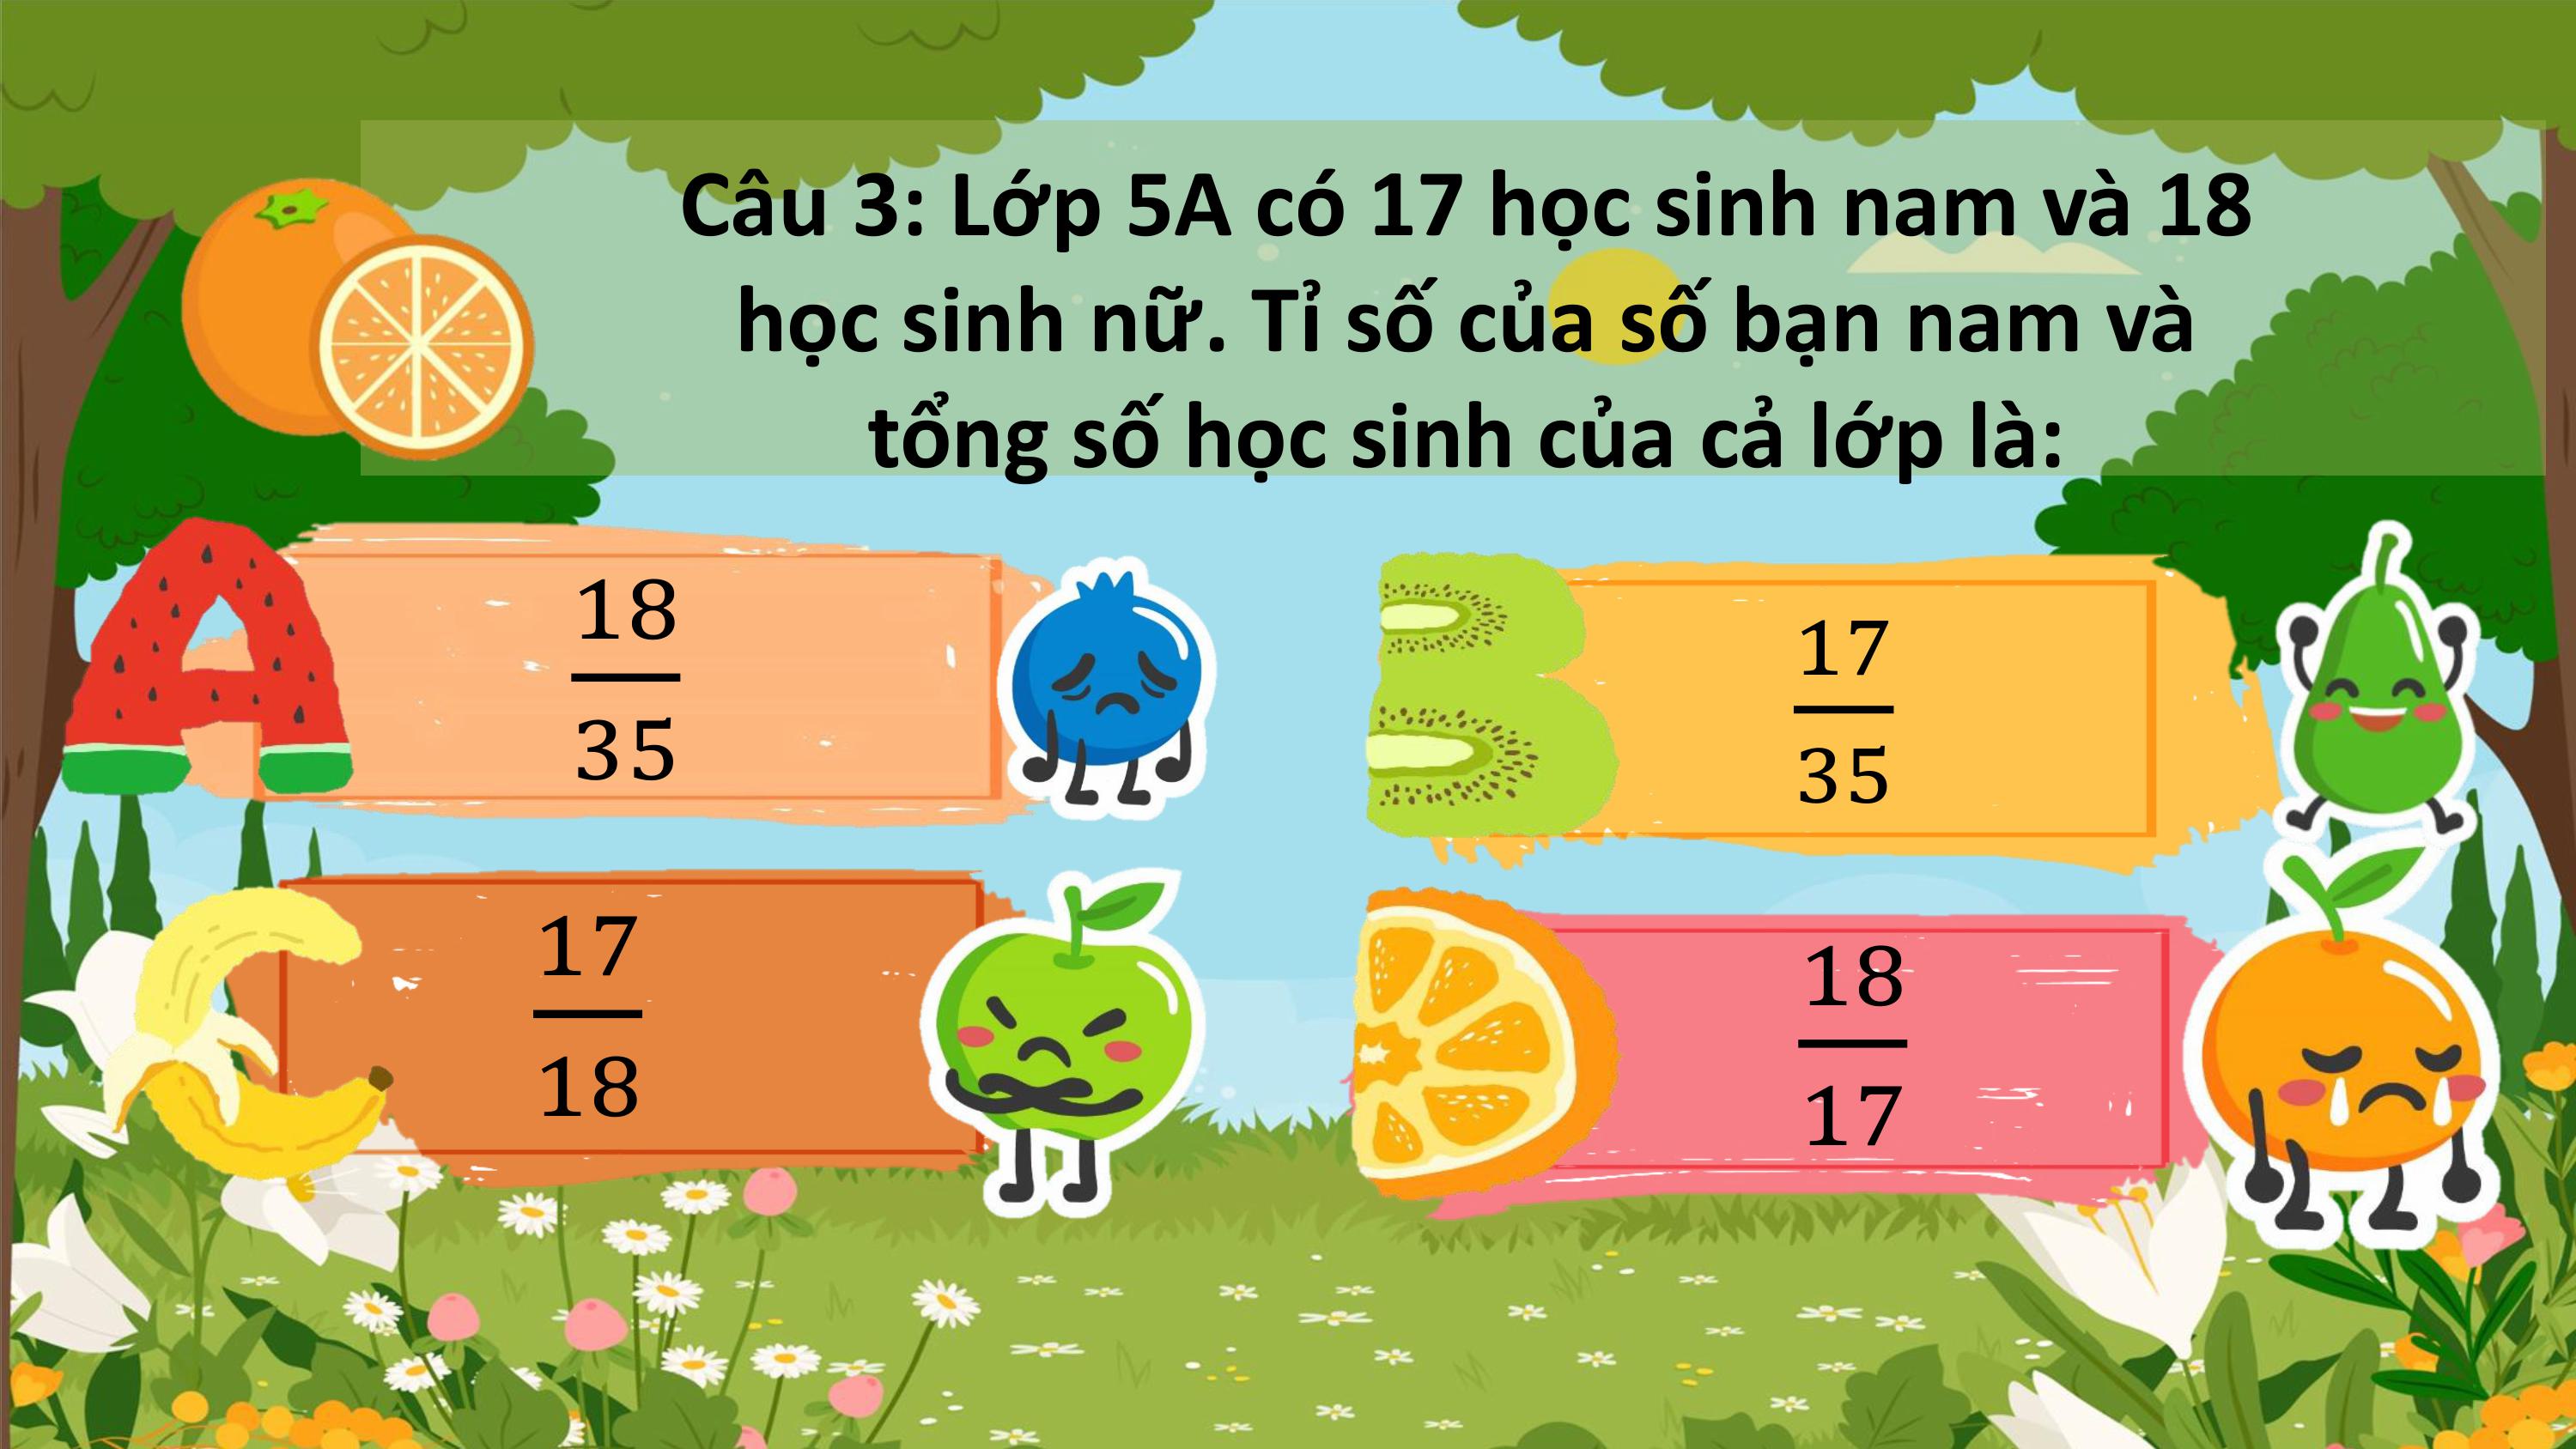 Câu 3: Lớp 5A có 17 học sinh nam và 18
học sinh nữ. Tỉ số của số bạn nam và
tổng số học sinh của cả lớp là:
A
18
35
B
17
35
C
17
18
D
18
17